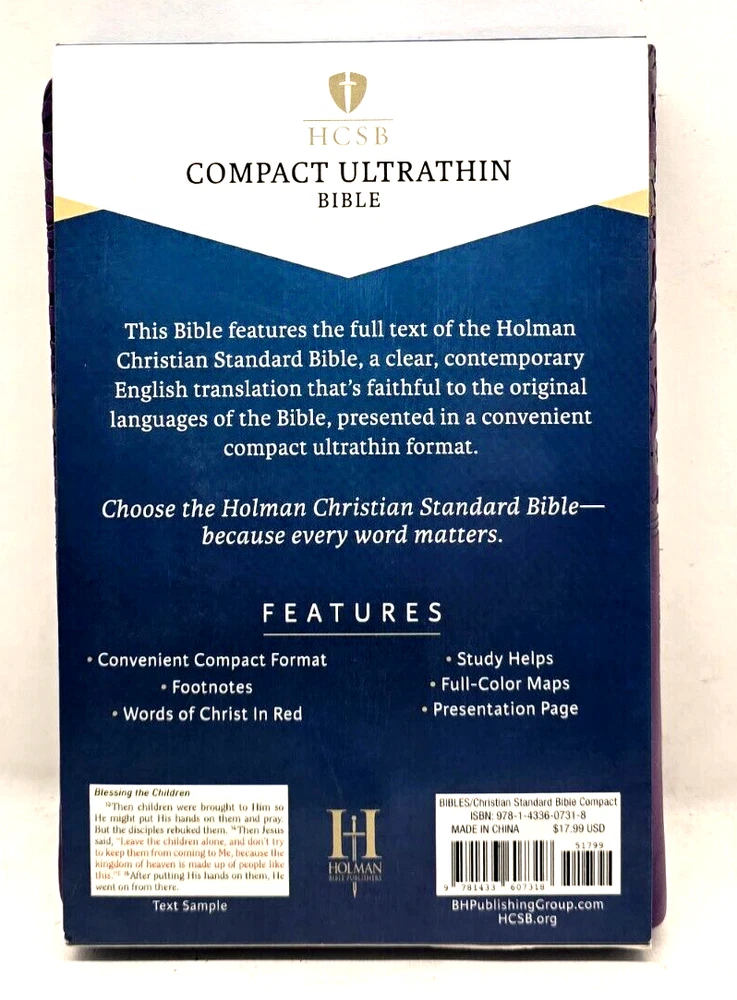 HCSB
COMPACT ULTRATHIN
BIBLE
This Bible features the full text of the Holman
Christian Standard Bible, a clear, contemporary
English translation that's faithful to the original
languages of the Bible, presented in a convenient
compact ultrathin format.
Choose the Holman Christian Standard Bible—
because every word matters.
FEATURES
• Convenient Compact Format
• Footnotes
• Words of Christ In Red
• Study Helps
• Full-Color Maps
• Presentation Page
Blessing the Children
¹³Then children were brought to Him so
He might put His hands on them and pray.
But the disciples rebuked them. ¹⁴Then Jesus
said, "Leave the children alone, and don't try
to keep them from coming to Me, because the
kingdom of heaven is made up of people like
this."
¹⁵After putting His hands on them, He
went on from there.
Text Sample
H
HOLMAN
BIBLE PUBLISHERS
BIBLES/Christian Standard Bible Compact
ISBN: 978-1-4336-0731-8
MADE IN CHINA $17.99 USD
51799
9 781433 607318
BHPublishingGroup.com
HCSB.org